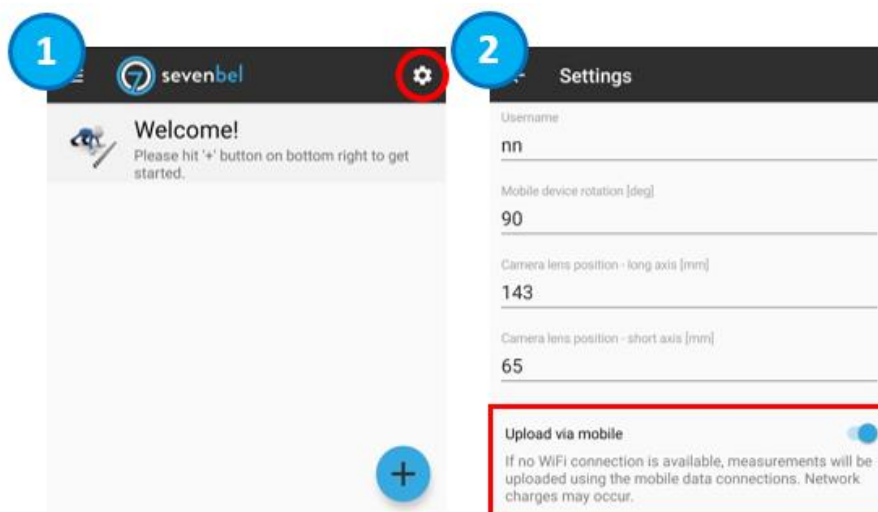 1
sevenbel
Welcome!
Please hit '+' button on bottom right to get
started.
+
2
Settings
Username
nn
Mobile device rotation [deg]
90
Camera lens position - long axis [mm]
143
Camera lens position - short axis [mm]
65
Upload via mobile
If no WiFi connection is available, measurements will be
uploaded using the mobile data connections. Network
charges may occur.